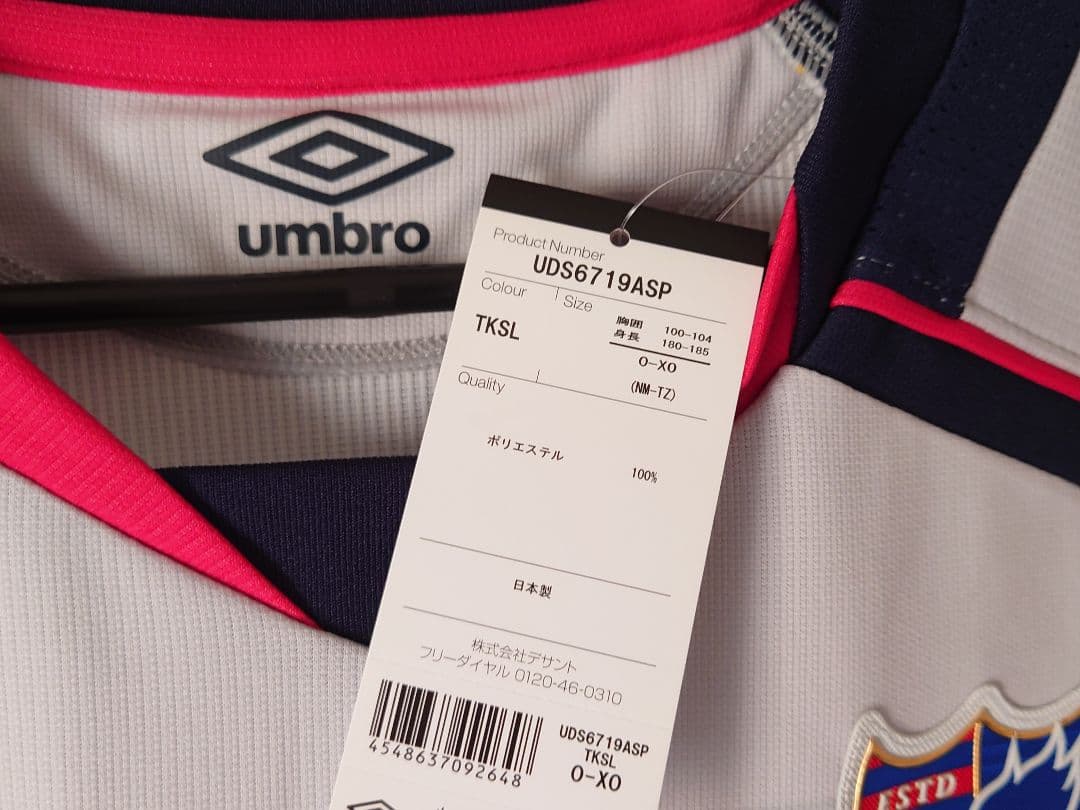 umbro
Product Number
UDS6719ASP
Colour
Size
TKSL
胸囲 100-104
身長 180-185
O-XO
(NM-TZ)
Quality
ポリエステル 100%
日本製
株式会社デサント
フリーダイヤル 0120-46-0310
4548637092648
UDS6719ASP
TKSL
O-XO
ESTD